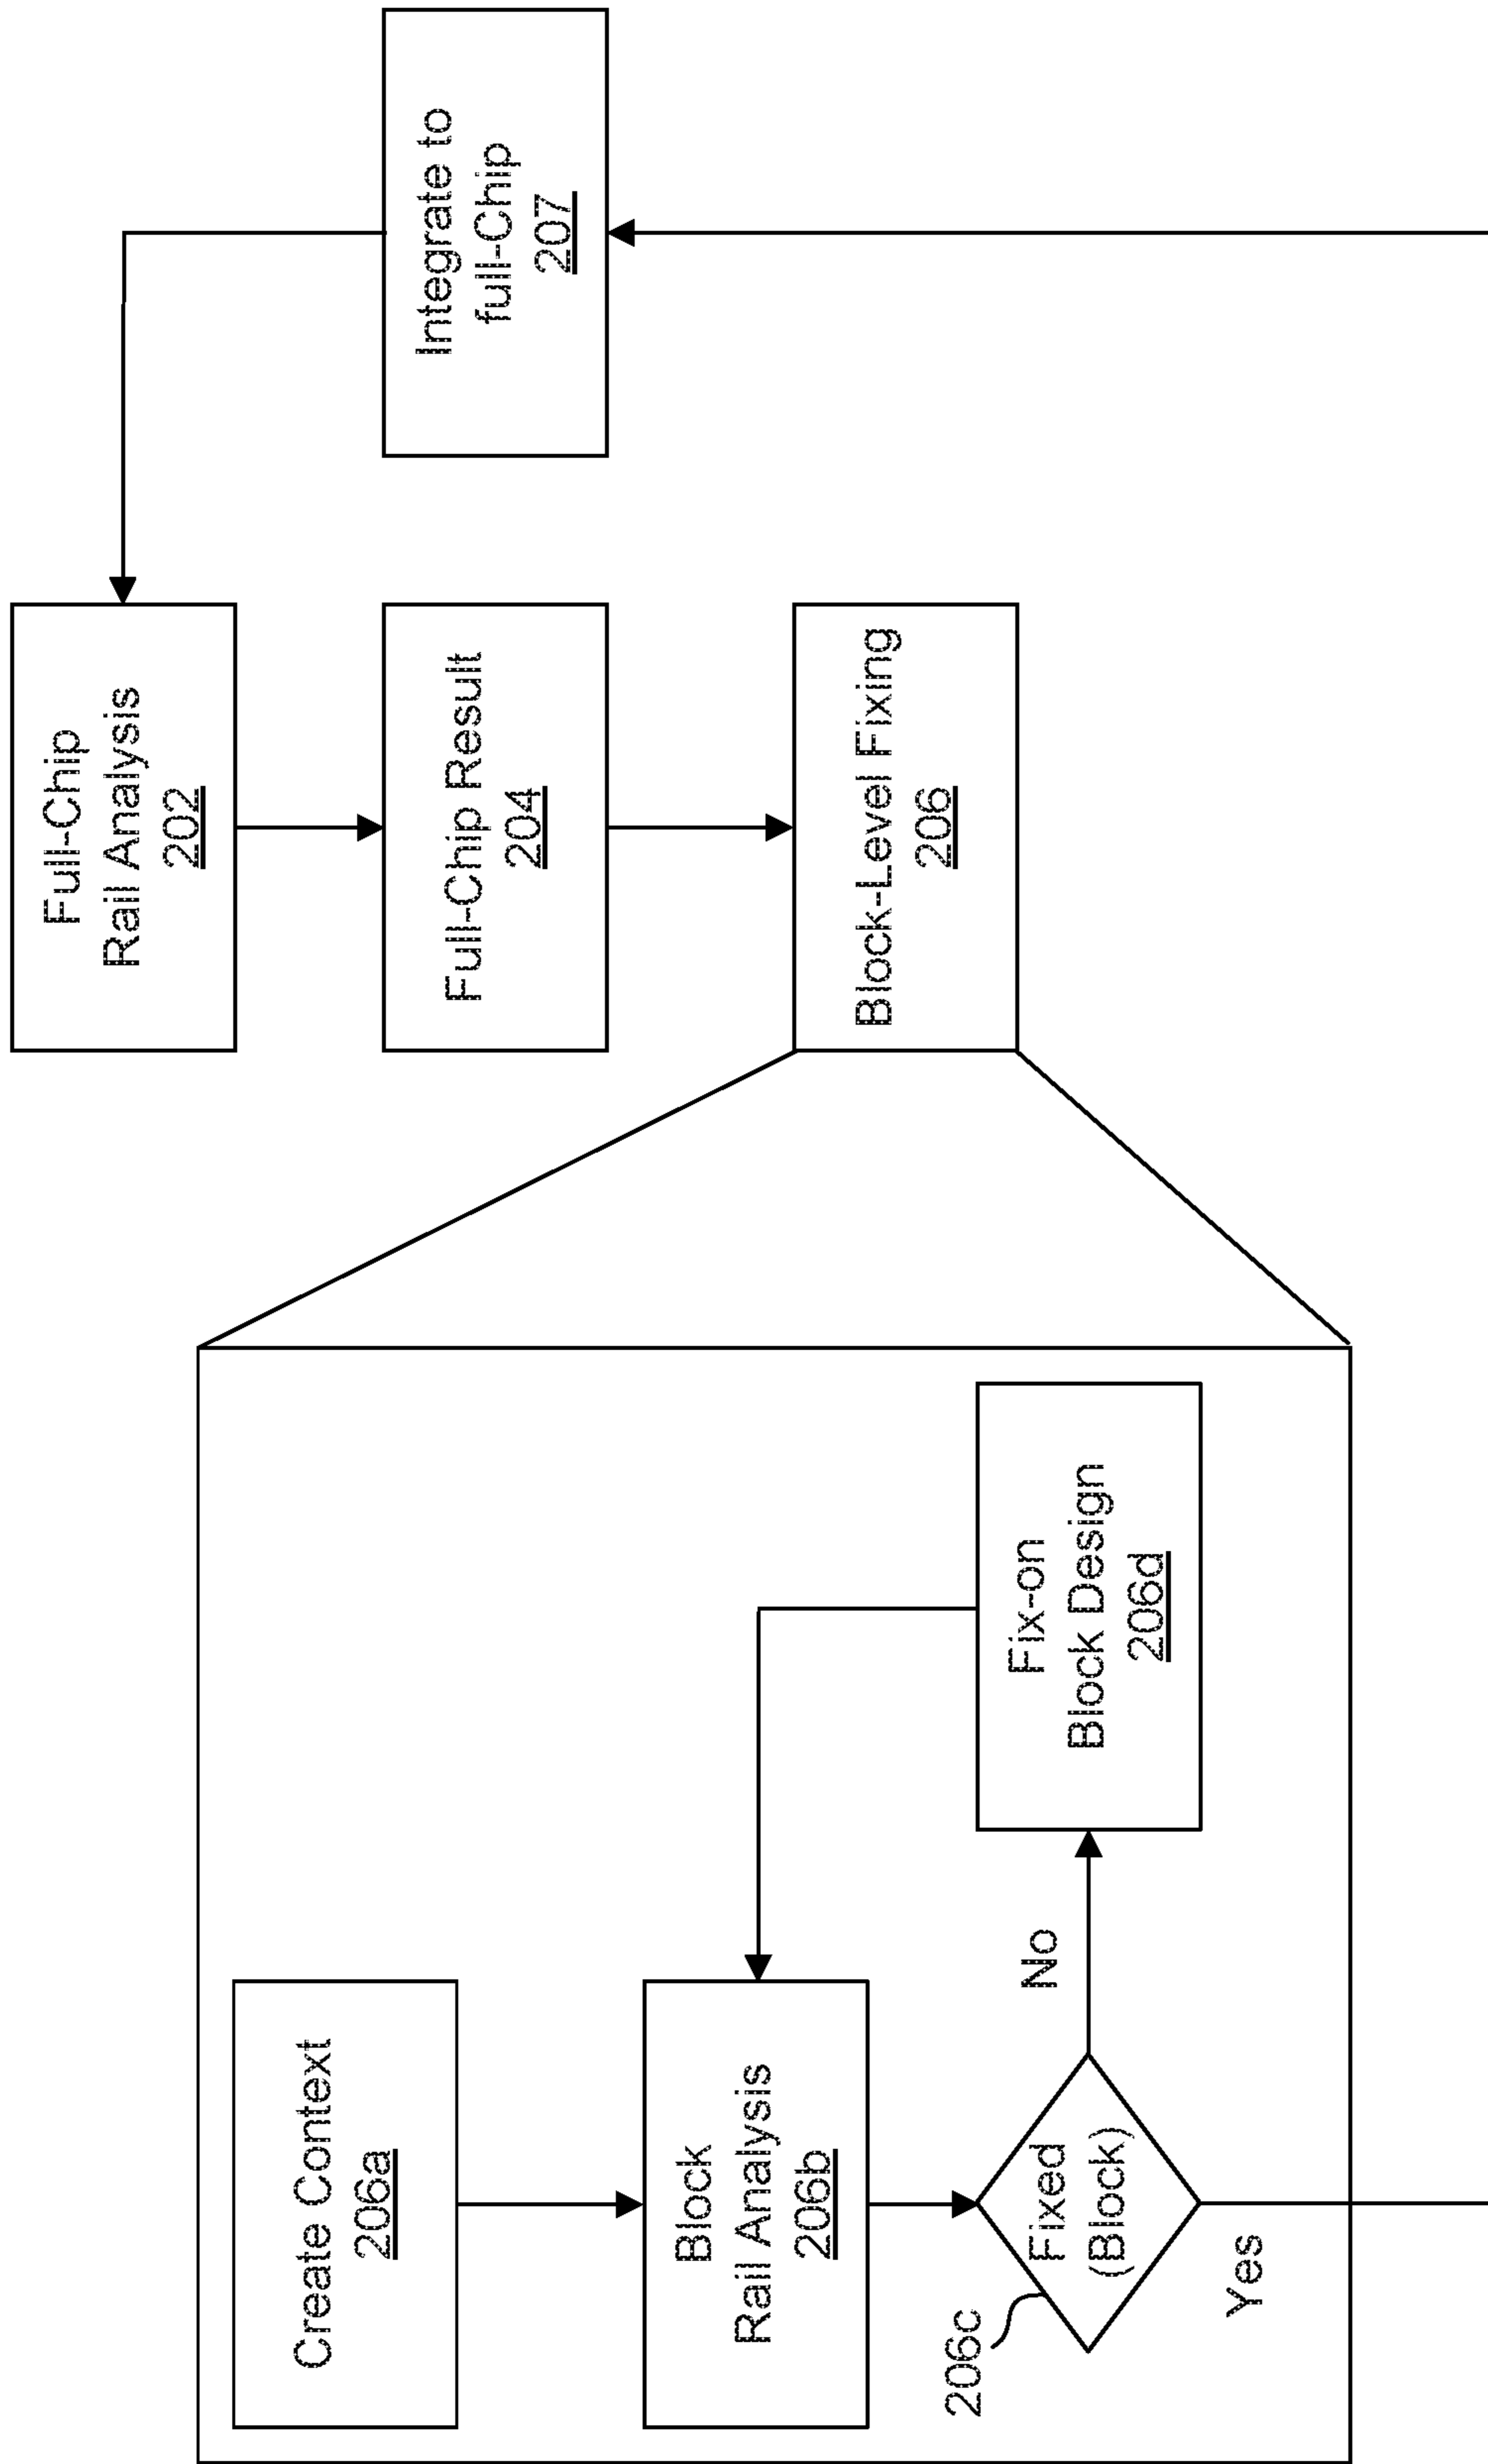 Full-Chip
Rail Analysis
202
Full-Chip Result
204
Block-Level Fixing
206
Integrate to
full-Chip
207
Create Context
206a
Block
Rail Analysis
206b
206c
Fixed
(Block)
No
Yes
Fix-on
Block Design
206d